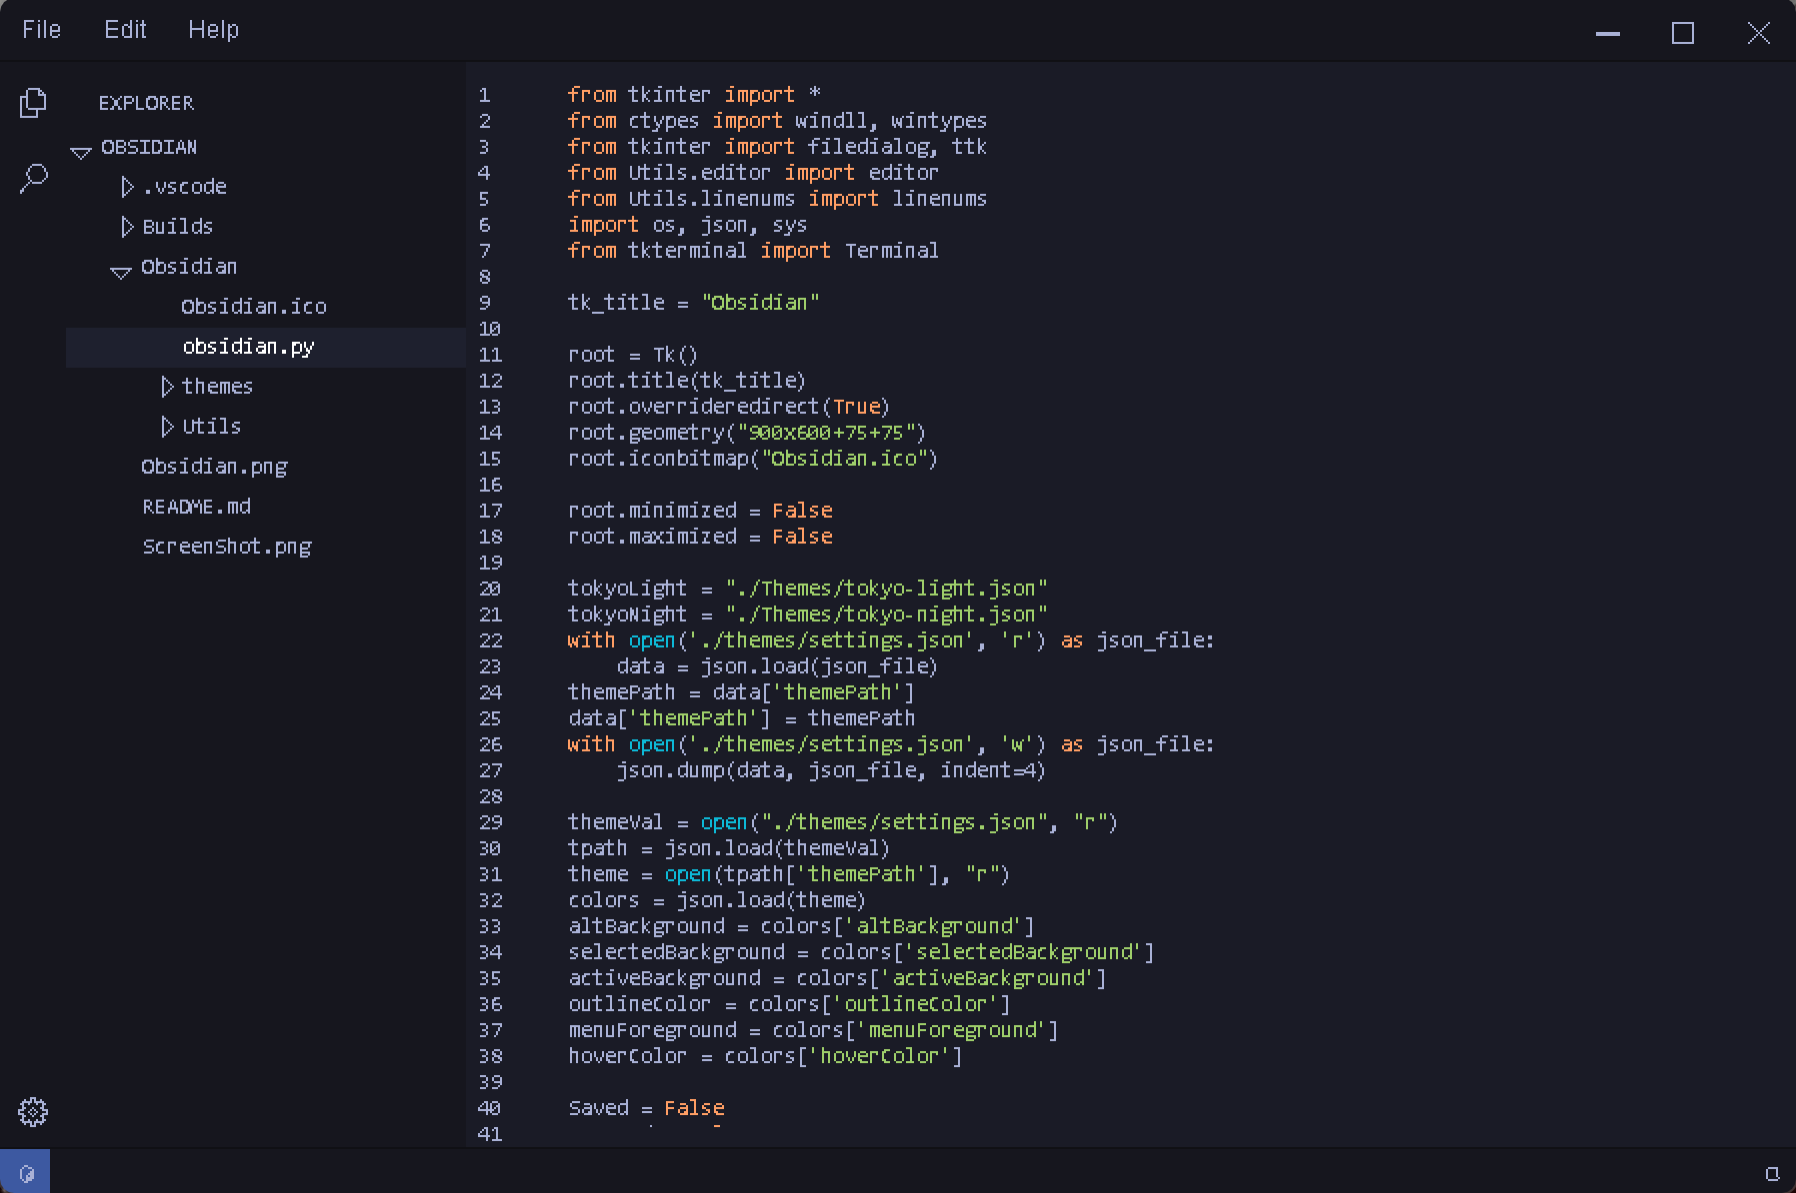 File Edit Help
EXPLORER
OBSIDIAN
.vscode
Builds
Obsidian
Obsidian.ico
obsidian.py
themes
Utils
Obsidian.png
README.md
ScreenShot.png
1 from tkinter import *
2 from ctypes import windll, wintypes
3 from tkinter import filedialog, ttk
4 from Utils.editor import editor
5 from Utils.linenums import linenums
6 import os, json, sys
7 from tkterminal import Terminal
8
9 tk_title = "Obsidian"
10
11 root = Tk()
12 root.title(tk_title)
13 root.overrideredirect(True)
14 root.geometry("900x600+75+75")
15 root.iconbitmap("Obsidian.ico")
16
17 root.minimized = False
18 root.maximized = False
19
20 tokyoLight = "./Themes/tokyo-light.json"
21 tokyoNight = "./Themes/tokyo-night.json"
22 with open('./themes/settings.json', 'r') as json_file:
23     data = json.load(json_file)
24 themePath = data['themePath']
25 data['themePath'] = themePath
26 with open('./themes/settings.json', 'w') as json_file:
27     json.dump(data, json_file, indent=4)
28
29 themeVal = open("./themes/settings.json", "r")
30 tpath = json.load(themeVal)
31 theme = open(tpath['themePath'], "r")
32 colors = json.load(theme)
33 altBackground = colors['altBackground']
34 selectedBackground = colors['selectedBackground']
35 activeBackground = colors['activeBackground']
36 outlineColor = colors['outlineColor']
37 menuForeground = colors['menuForeground']
38 hoverColor = colors['hoverColor']
39
40 Saved = False
41